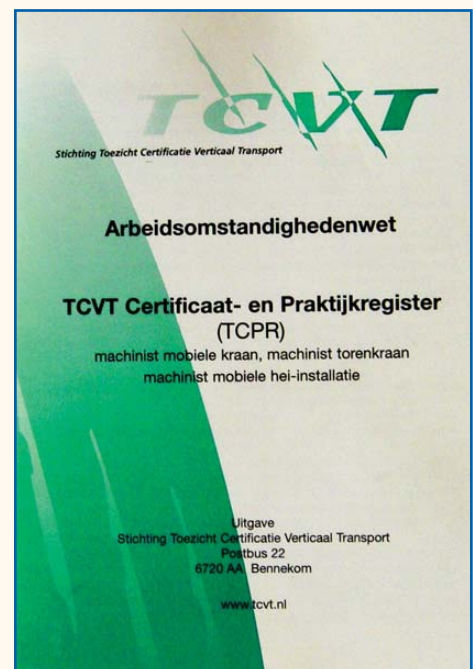 TCVT
Stichting Toezicht Certificatie Verticaal Transport
Arbeidsomstandighedenwet
TCVT Certificaat- en Praktijkregister
(TCPR)
machinist mobiele kraan, machinist torenkraan
machinist mobiele hei-installatie
Uitgave
Stichting Toezicht Certificatie Verticaal Transport
Postbus 22
6720 AA Bennekom
www.tcvt.nl